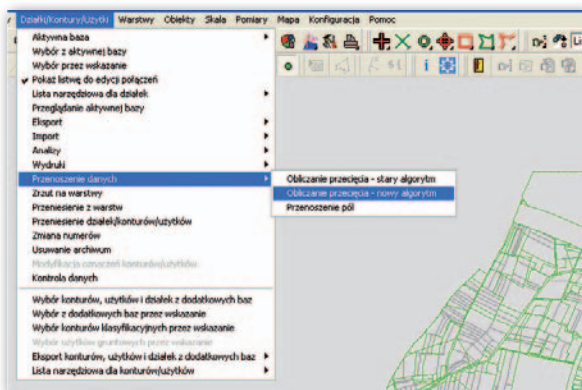 Działki/Kontury/Użytki Warstwy Obiekty Skala Pomiary Mapa Konfiguracja Pomoc
Aktywna baza
Wybór z aktywnej bazy
Wybór przez wskazanie
Pokaż listwę do edycji połączeń
Lista narzędziowa dla działek
Przeglądanie aktywnej bazy
Eksport
Import
Analizy
Wydruki
Przenoszenie danych
Obliczanie przecięcia - stary algorytm
Obliczanie przecięcia - nowy algorytm
Przenoszenie pól
Zrzut na warstwy
Przeniesienie z warstw
Przeniesienie działek/konturów/użytków
Zmiana numerów
Usuwanie archiwum
Modyfikacja oznaczeń konturów/użytków
Kontrola danych
Wybór konturów, użytków i działek z dodatkowych baz
Wybór z dodatkowych baz przez wskazanie
Wybór konturów klasyfikacyjnych przez wskazanie
Wybór użytków gruntowych przez wskazanie
Eksport konturów, użytków i działek z dodatkowych baz
Lista narzędziowa dla konturów/użytków